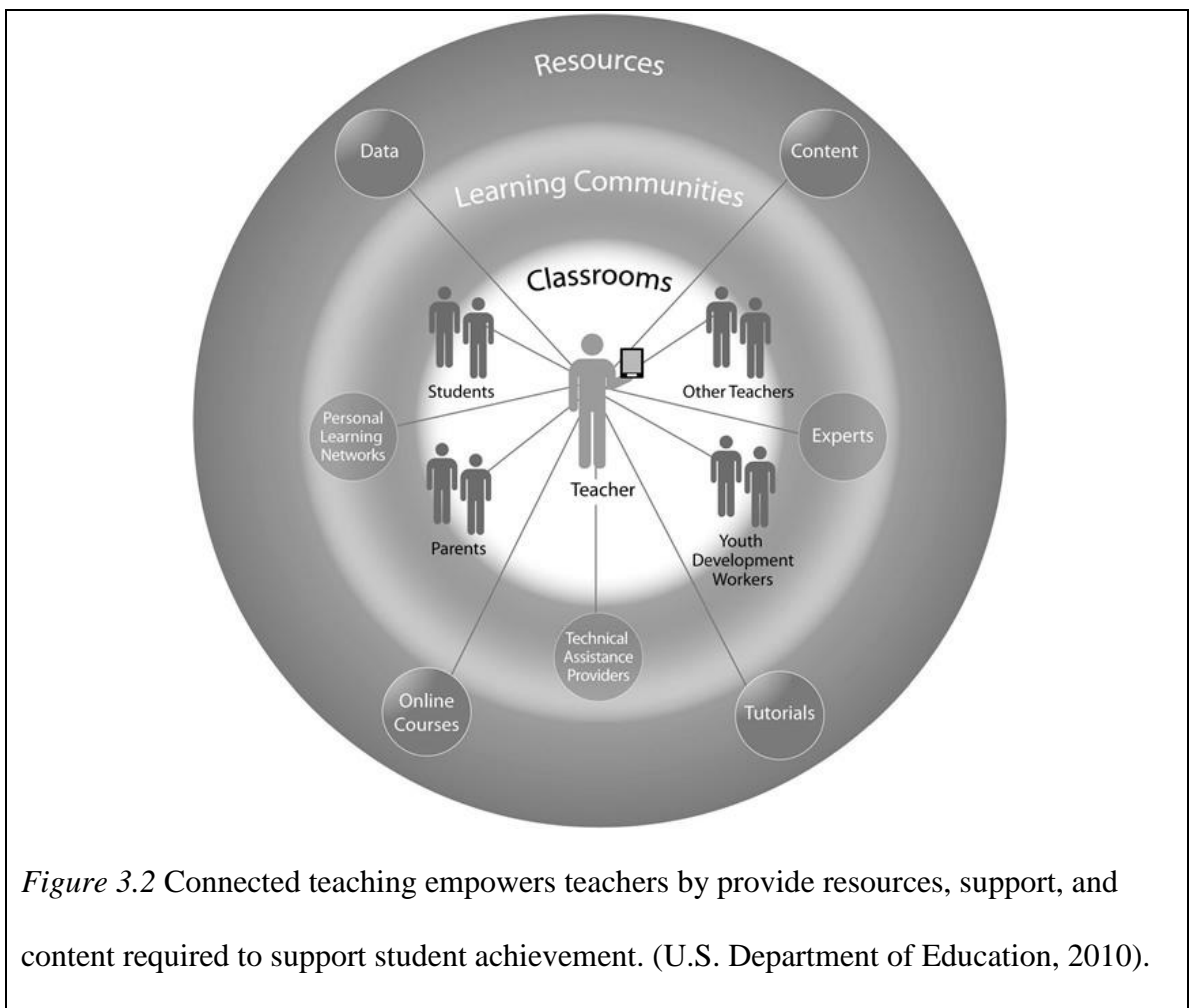 Resources
Data
Content
Learning Communities
Classrooms
Students
Other Teachers
Personal
Learning
Networks
Experts
Teacher
Parents
Youth
Development
Workers
Technical
Assistance
Providers
Online
Courses
Tutorials
Figure 3.2 Connected teaching empowers teachers by provide resources, support, and
content required to support student achievement. (U.S. Department of Education, 2010).